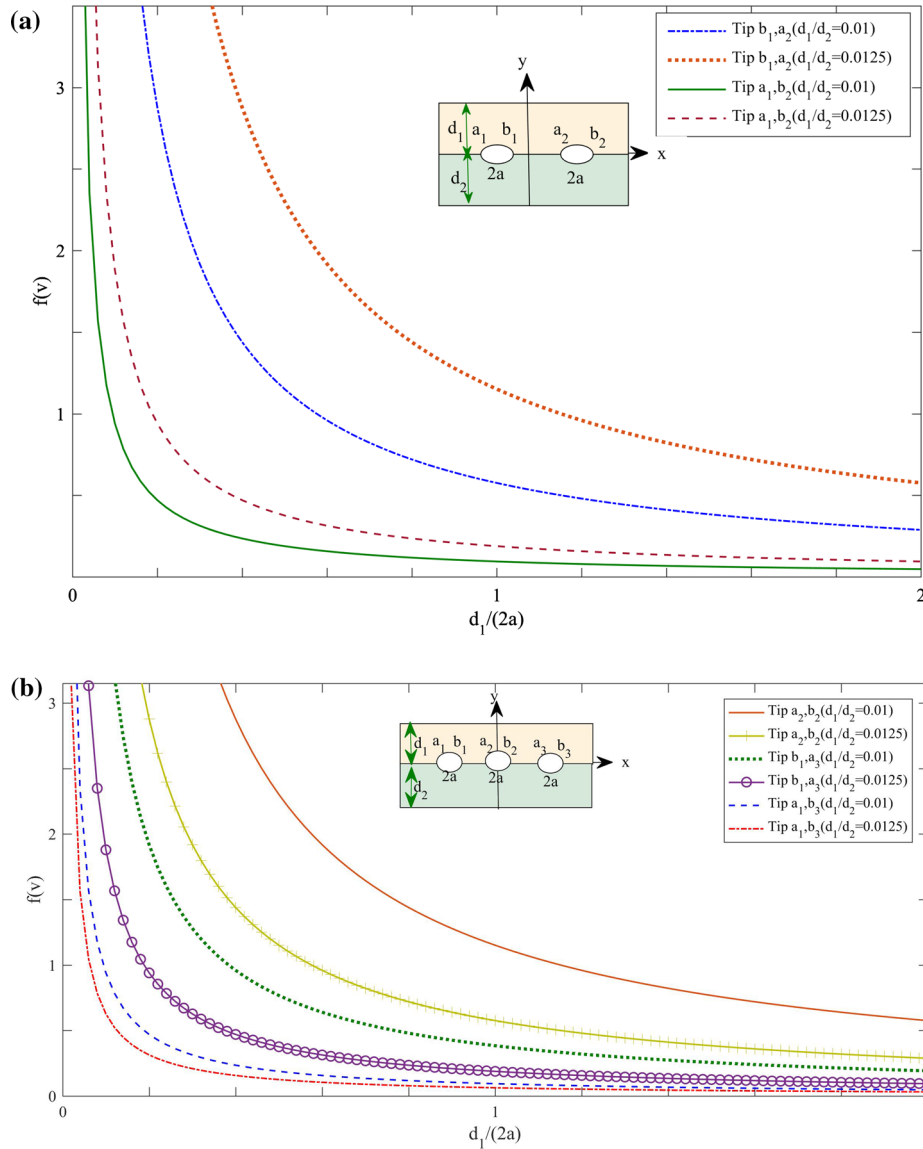 (a)
Tip b₁,a₂(d₁/d₂=0.01)
Tip b₁,a₂(d₁/d₂=0.0125)
Tip a₁,b₂(d₁/d₂=0.01)
Tip a₁,b₂(d₁/d₂=0.0125)
y
d₁ a₁ b₁ a₂ b₂
x
d₂ 2a 2a
3
2
1
f(v)
0 1 2
d₁/(2a)
(b)
Tip a₂,b₂(d₁/d₂=0.01)
Tip a₂,b₂(d₁/d₂=0.0125)
Tip b₁,a₃(d₁/d₂=0.01)
Tip b₁,a₃(d₁/d₂=0.0125)
Tip a₁,b₃(d₁/d₂=0.01)
Tip a₁,b₃(d₁/d₂=0.0125)
y
d₁ a₁ b₁ a₂ b₂ a₃ b₃
x
d₂ 2a 2a 2a
3
2
1
0
f(v)
0 1
d₁/(2a)